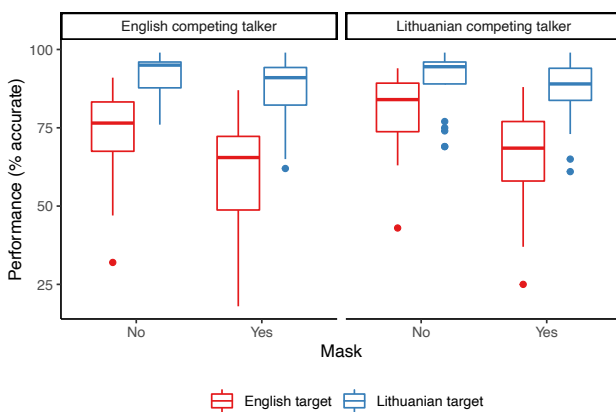 English competing talker
Lithuanian competing talker
Performance (% accurate)
100
75
50
25
No
Yes
No
Yes
Mask
English target
Lithuanian target